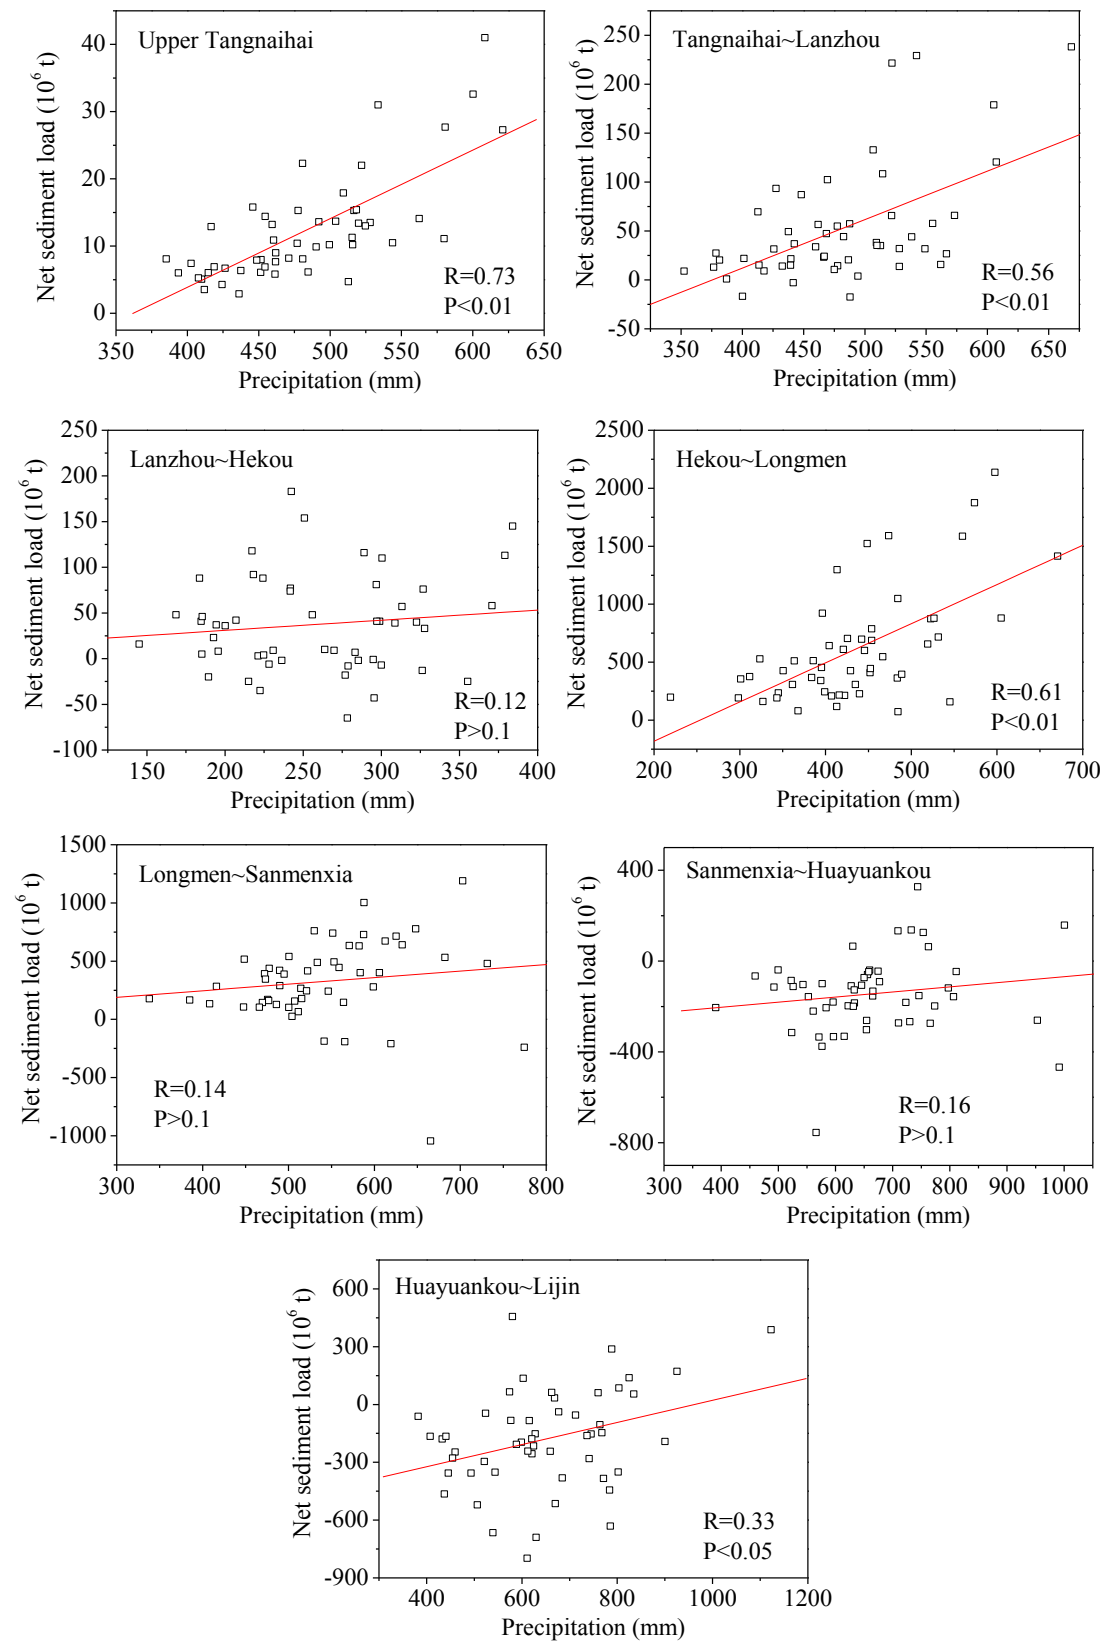 Upper Tangnaihai
Net sediment load (10⁶ t)
40
30
20
10
0
R=0.73
P<0.01
350 400 450 500 550 600 650
Precipitation (mm)
Tangnaihai~Lanzhou
Net sediment load (10⁶ t)
250
200
150
100
50
0
-50
R=0.56
P<0.01
350 400 450 500 550 600 650
Precipitation (mm)
Lanzhou~Hekou
Net sediment load (10⁶ t)
250
200
150
100
50
0
-50
-100
R=0.12
P>0.1
150 200 250 300 350 400
Precipitation (mm)
Hekou~Longmen
Net sediment load (10⁶ t)
2500
2000
1500
1000
500
0
R=0.61
P<0.01
200 300 400 500 600 700
Precipitation (mm)
Longmen~Sanmenxia
Net sediment load (10⁶ t)
1500
1000
500
0
-500
-1000
R=0.14
P>0.1
300 400 500 600 700 800
Precipitation (mm)
Sanmenxia~Huayuankou
Net sediment load (10⁶ t)
400
0
-400
-800
R=0.16
P>0.1
300 400 500 600 700 800 900 1000
Precipitation (mm)
Huayuankou~Lijin
Net sediment load (10⁶ t)
600
300
0
-300
-600
-900
R=0.33
P<0.05
400 600 800 1000 1200
Precipitation (mm)